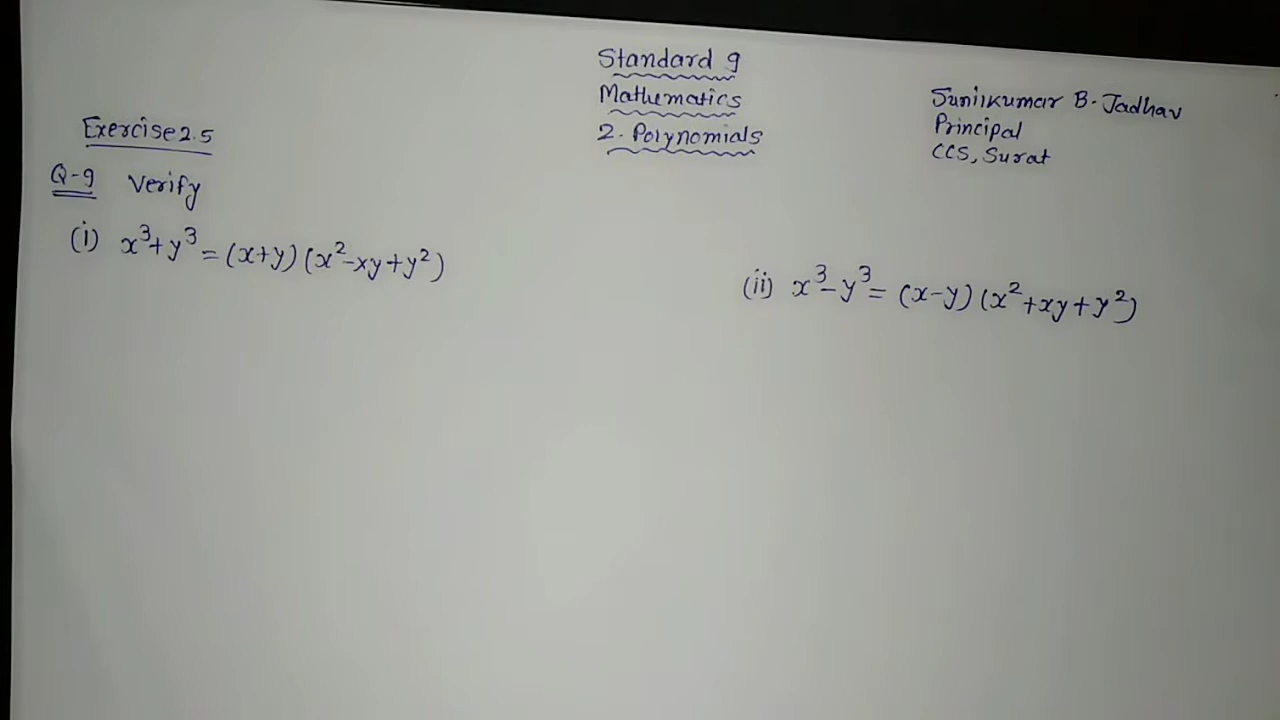 Standard 9
Mathematics
2. Polynomials
Sunilkumar B. Jadhav
Principal
CCS, Surat
Exercise 2.5
Q-9 Verify
(i) x³+y³=(x+y)(x²-xy+y²)
(ii) x³-y³=(x-y)(x²+xy+y²)